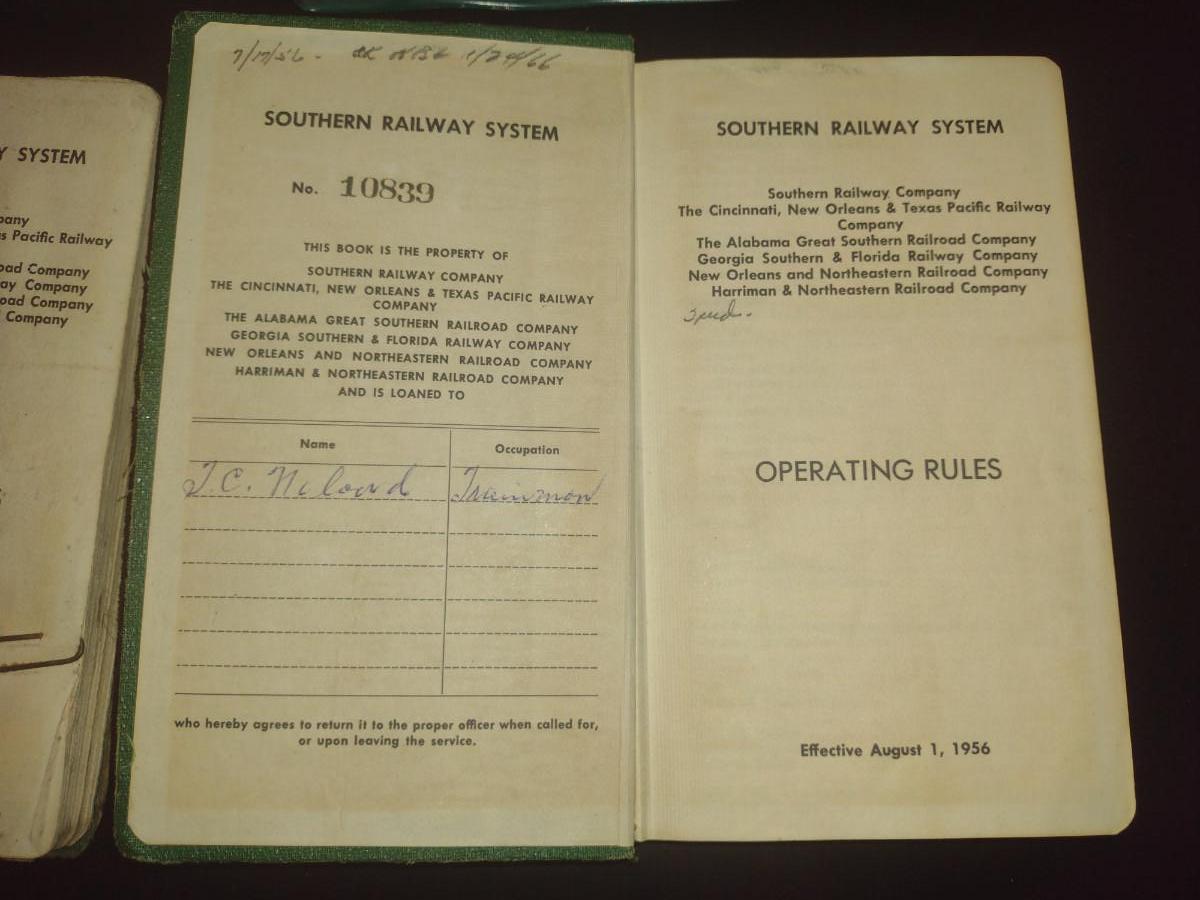 Y SYSTEM
pany
s Pacific Railway
oad Company
ay Company
oad Company
Company
7/17/56 - OK 1/24/66
SOUTHERN RAILWAY SYSTEM
No. 10839
THIS BOOK IS THE PROPERTY OF
SOUTHERN RAILWAY COMPANY
THE CINCINNATI, NEW ORLEANS & TEXAS PACIFIC RAILWAY
COMPANY
THE ALABAMA GREAT SOUTHERN RAILROAD COMPANY
GEORGIA SOUTHERN & FLORIDA RAILWAY COMPANY
NEW ORLEANS AND NORTHEASTERN RAILROAD COMPANY
HARRIMAN & NORTHEASTERN RAILROAD COMPANY
AND IS LOANED TO
Name Occupation
T.C. Trainman
who hereby agrees to return it to the proper officer when called for,
or upon leaving the service.
SOUTHERN RAILWAY SYSTEM
Southern Railway Company
The Cincinnati, New Orleans & Texas Pacific Railway
Company
The Alabama Great Southern Railroad Company
Georgia Southern & Florida Railway Company
New Orleans and Northeastern Railroad Company
Harriman & Northeastern Railroad Company
OPERATING RULES
Effective August 1, 1956